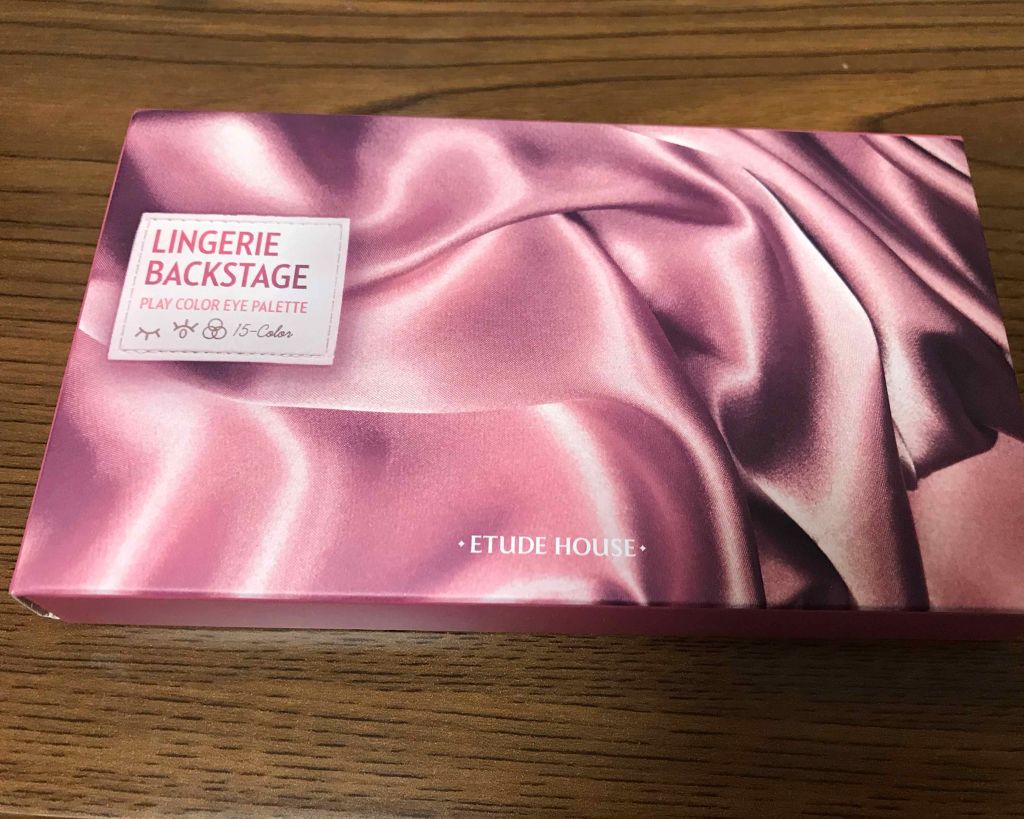 LINGERIE
BACKSTAGE
PLAY COLOR EYE PALETTE
15-Color
ETUDE HOUSE